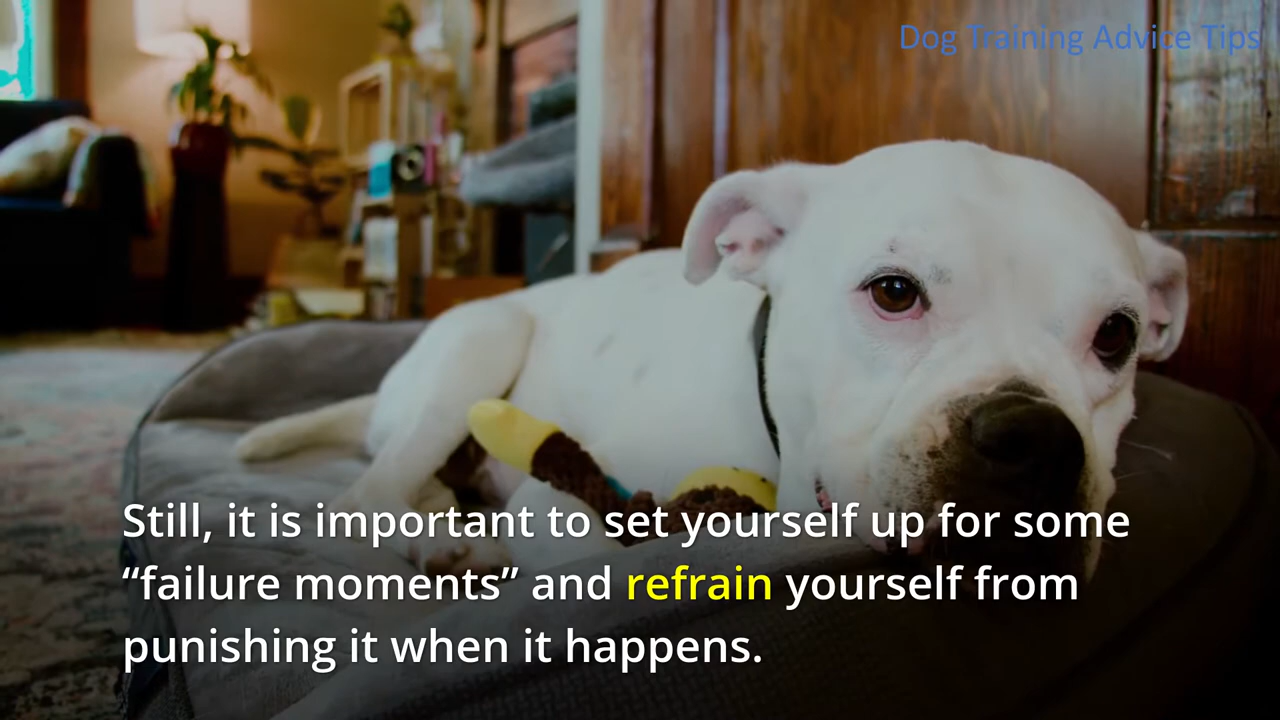 Dog Training Advice Tips
Still, it is important to set yourself up for some
“failure moments” and refrain yourself from
punishing it when it happens.